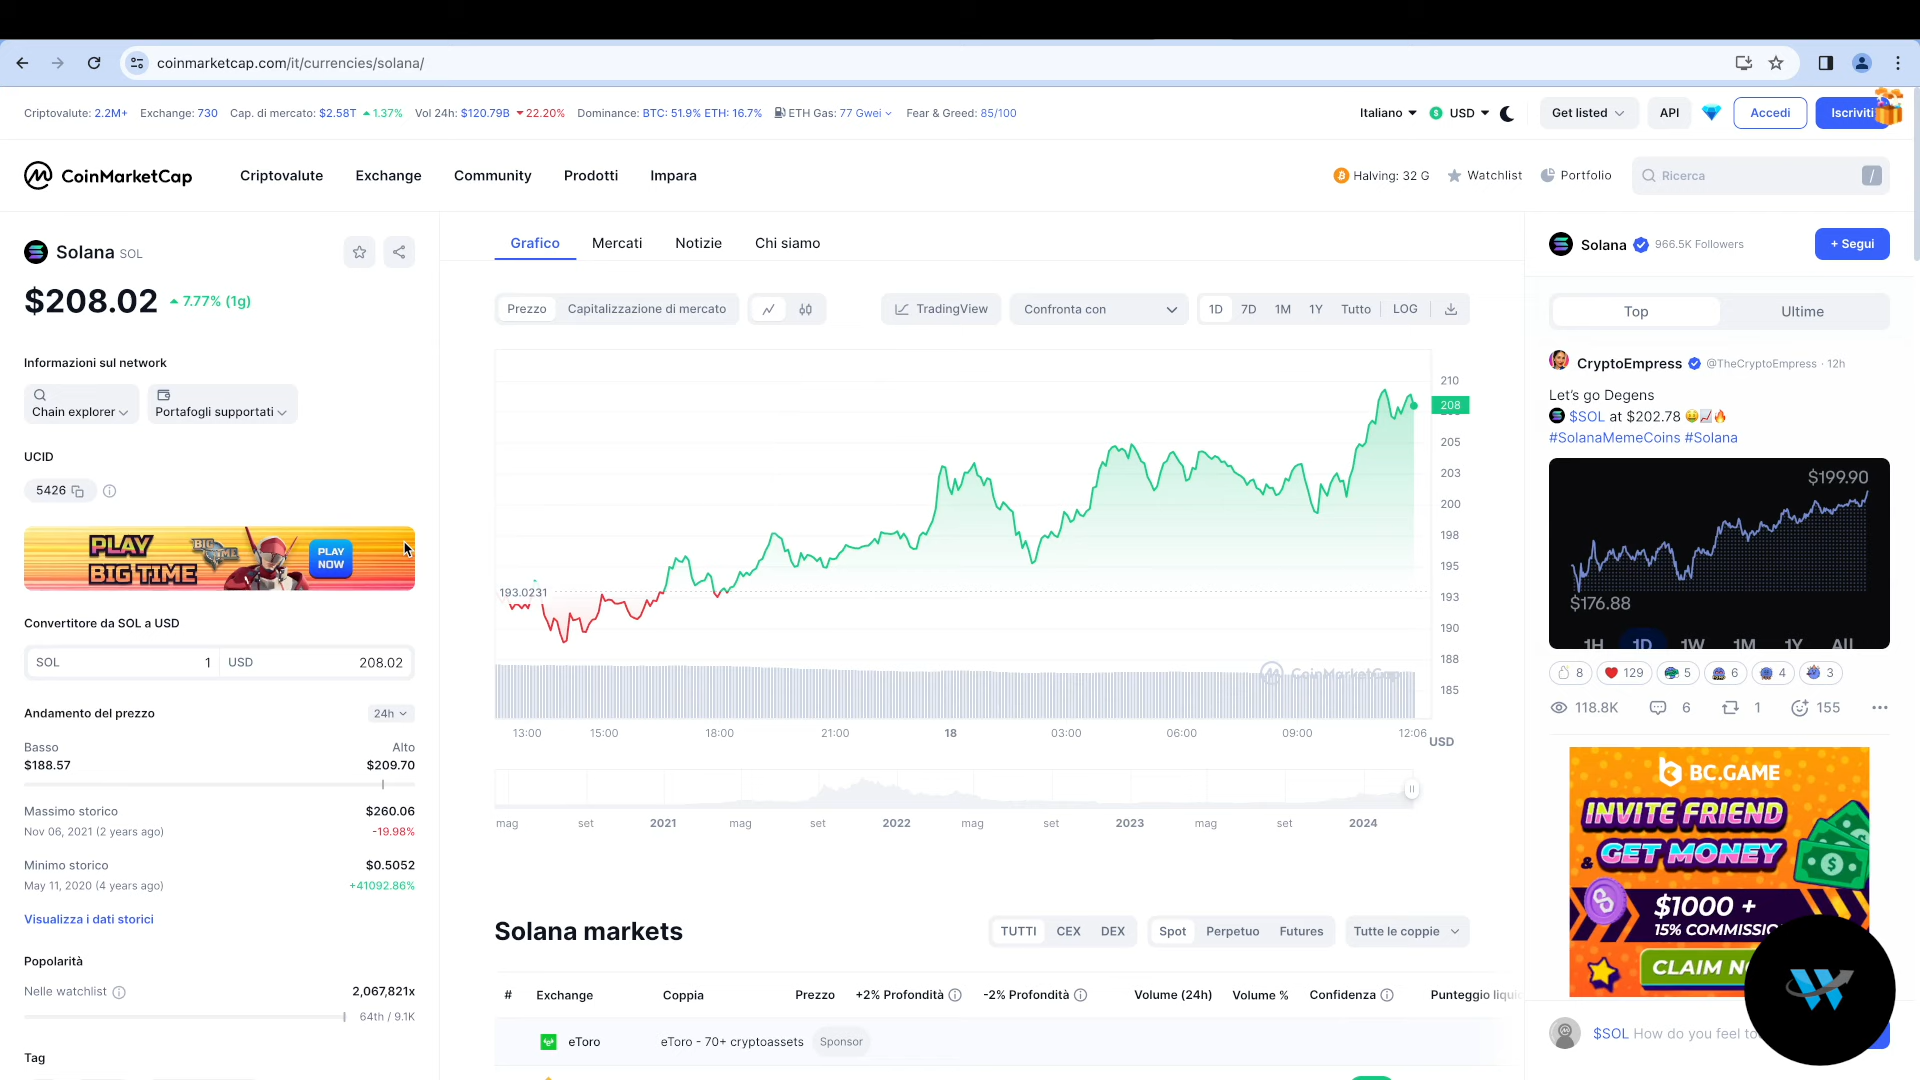 coinmarketcap.com/it/currencies/solana/
Criptovalute: 2.2M+ Exchange: 730 Cap. di mercato: $2.58T 1.37% Vol 24h: $120.79B 22.20% Dominance: BTC: 51.9% ETH: 16.7% ETH Gas: 77 Gwei Fear & Greed: 85/100
Italiano USD Get listed API Accedi Iscriviti
CoinMarketCap Criptovalute Exchange Community Prodotti Impara
Halving: 32 G Watchlist Portfolio Ricerca /
Solana SOL
$208.02 7.77% (1g)
Informazioni sul network
Chain explorer Portafogli supportati
UCID
5426
PLAY BIG TIME
BIG TIME
PLAY NOW
Convertitore da SOL a USD
SOL 1 USD 208.02
Andamento del prezzo 24h
Basso Alto
$188.57 $209.70
Massimo storico $260.06
Nov 06, 2021 (2 years ago) -19.98%
Minimo storico $0.5052
May 11, 2020 (4 years ago) +41092.86%
Visualizza i dati storici
Popolarità
Nelle watchlist 2,067,821x
64th / 9.1K
Tag
Grafico Mercati Notizie Chi siamo
Prezzo Capitalizzazione di mercato TradingView Confronta con 1D 7D 1M 1Y Tutto LOG
210
208
205
203
200
198
195
193.0231
193
190
188
185
CoinMarketCap
13:00 15:00 18:00 21:00 18 03:00 06:00 09:00 12:06 USD
mag set 2021 mag set 2022 mag set 2023 mag set 2024
Solana markets
TUTTI CEX DEX Spot Perpetuo Futures Tutte le coppie
# Exchange Coppia Prezzo +2% Profondità -2% Profondità Volume (24h) Volume % Confidenza Punteggio
eToro eToro - 70+ cryptoassets Sponsor
Solana 966.5K Followers + Segui
Top Ultime
CryptoEmpress @TheCryptoEmpress · 12h
Let's go Degens
$SOL at $202.78
#SolanaMemeCoins #Solana
$199.90
$176.88
1H 1D 1W 1M 1Y All
8 129 5 6 4 3
118.8K 6 1 155
BC.GAME
INVITE FRIEND
& GET MONEY
$1000 +
15%
CLAIM
$SOL How do you feel